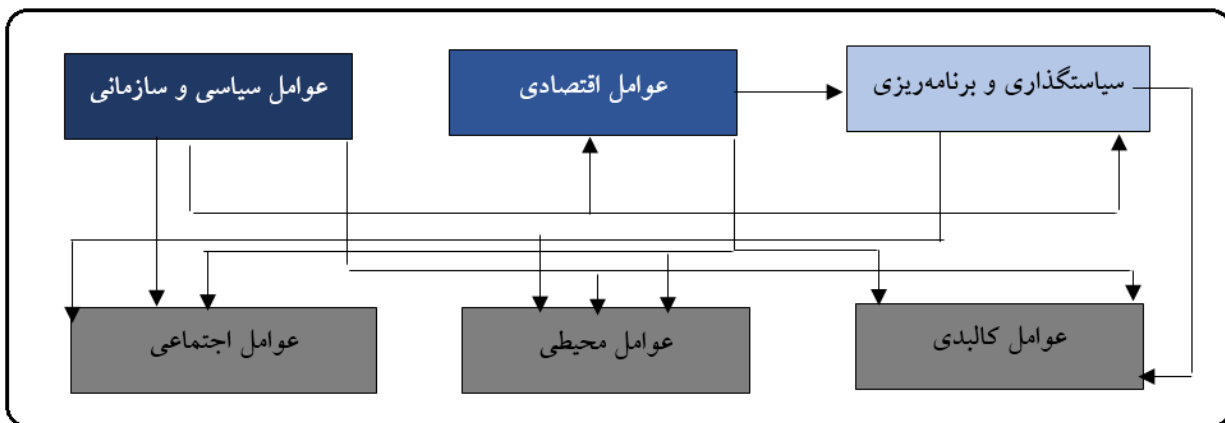 سیاستگذاری و برنامه‌ریزی
عوامل اقتصادی
عوامل سیاسی و سازمانی
عوامل کالبدی
عوامل محیطی
عوامل اجتماعی